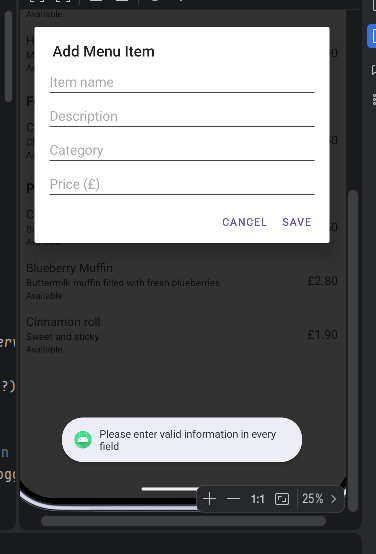 Available
Add Menu Item
Item name
Description
Category
Price (£)
CANCEL
SAVE
Available
Blueberry Muffin
Buttermilk muffin filled with fresh blueberries
£2.80
Available
Cinnamon roll
Sweet and sticky
£1.90
Available
?)
Please enter valid information in every
field
1:1
25%